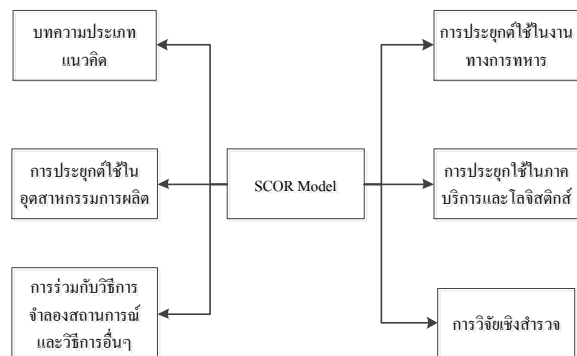 บทความประเภท
แนวคิด
การประยุกต์ใช้ในงาน
ทางการทหาร
การประยุกต์ใช้ใน
อุตสาหกรรมการผลิต
SCOR Model
การประยุกใช้ในภาค
บริการและโลจิสติกส์
การร่วมกับวิธีการ
จำลองสถานการณ์
และวิธีการอื่นๆ
การวิจัยเชิงสำรวจ